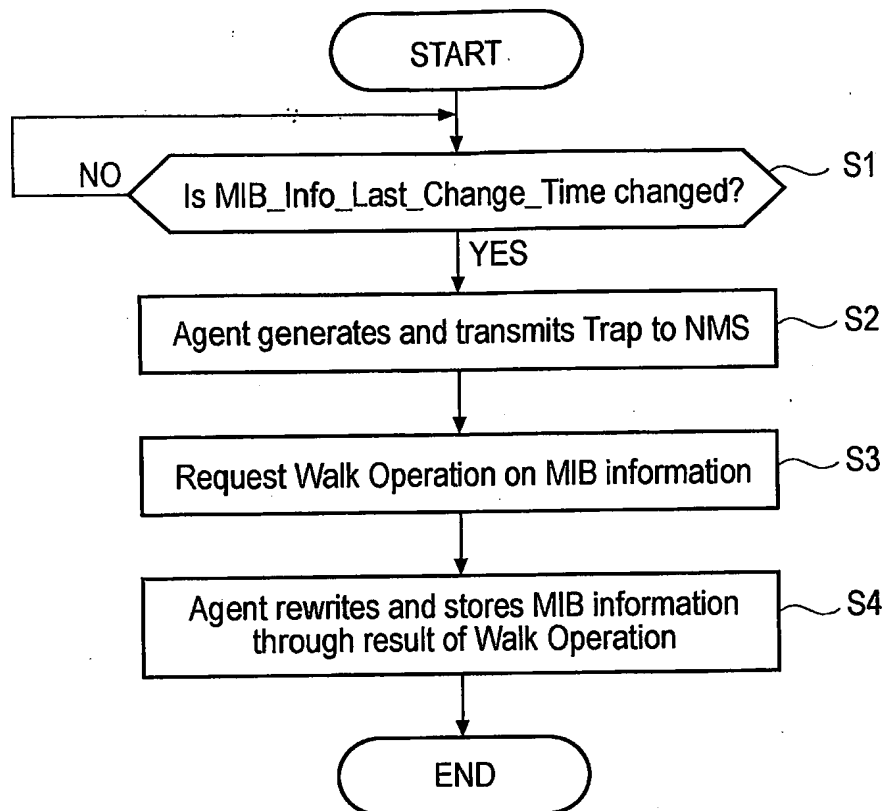 START
NO
Is MIB_Info_Last_Change_Time changed?
S1
YES
Agent generates and transmits Trap to NMS
S2
Request Walk Operation on MIB information
S3
Agent rewrites and stores MIB information
through result of Walk Operation
S4
END